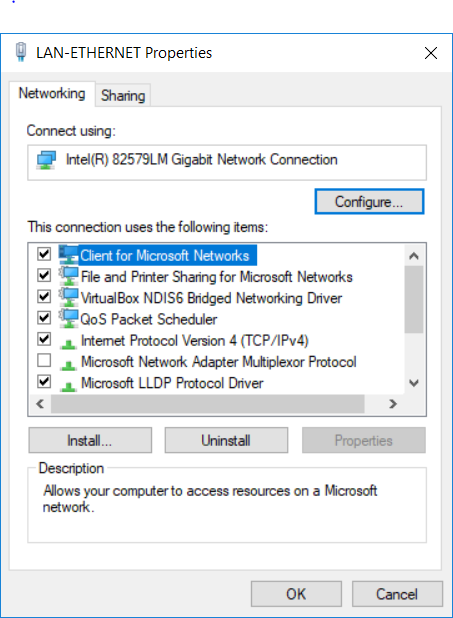 LAN-ETHERNET Properties
Networking
Sharing
Connect using:
Intel(R) 82579LM Gigabit Network Connection
Configure...
This connection uses the following items:
Client for Microsoft Networks
File and Printer Sharing for Microsoft Networks
VirtualBox NDIS6 Bridged Networking Driver
QoS Packet Scheduler
Internet Protocol Version 4 (TCP/IPv4)
Microsoft Network Adapter Multiplexor Protocol
Microsoft LLDP Protocol Driver
Install...
Uninstall
Properties
Description
Allows your computer to access resources on a Microsoft
network.
OK
Cancel